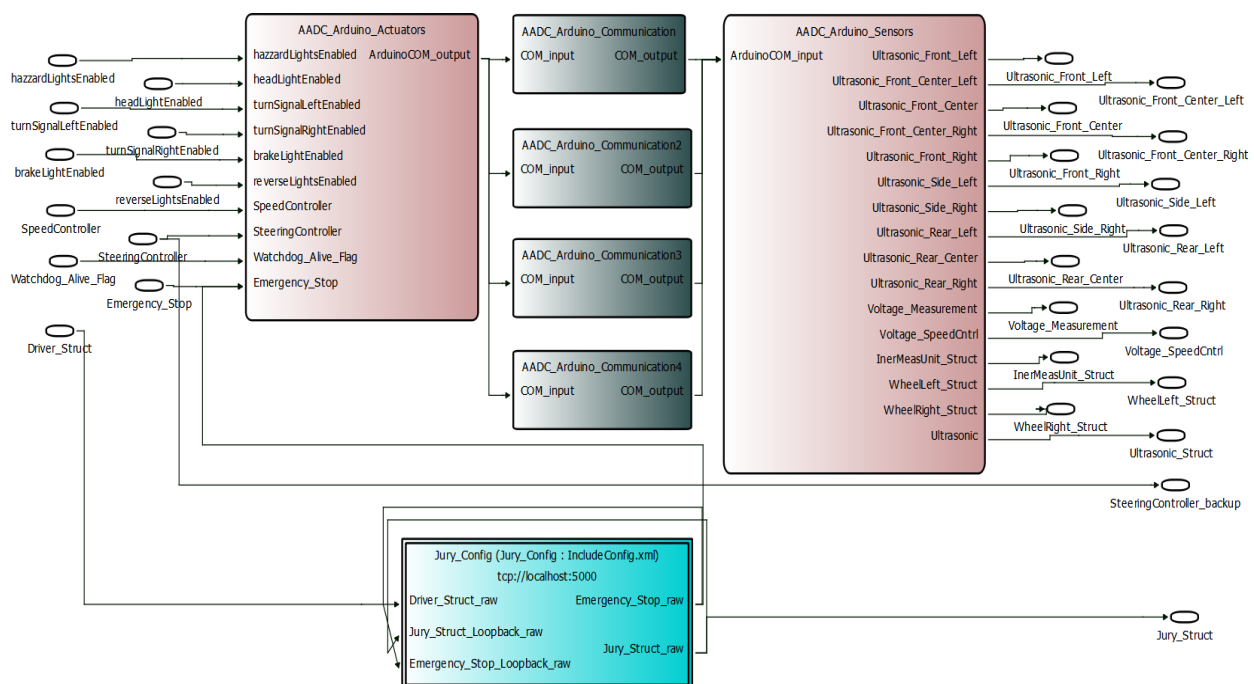 AADC_Arduino_Actuators
hazzardLightsEnabled
ArduinoCOM_output
headLightEnabled
turnSignalLeftEnabled
turnSignalRightEnabled
brakeLightEnabled
reverseLightsEnabled
SpeedController
SteeringController
Watchdog_Alive_Flag
Emergency_Stop
hazzardLightsEnabled
headLightEnabled
turnSignalLeftEnabled
turnSignalRightEnabled
brakeLightEnabled
reverseLightsEnabled
SpeedController
SteeringController
Watchdog_Alive_Flag
Emergency_Stop
Driver_Struct
AADC_Arduino_Communication
COM_input
COM_output
AADC_Arduino_Communication2
COM_input
COM_output
AADC_Arduino_Communication3
COM_input
COM_output
AADC_Arduino_Communication4
COM_input
COM_output
AADC_Arduino_Sensors
ArduinoCOM_input
Ultrasonic_Front_Left
Ultrasonic_Front_Center_Left
Ultrasonic_Front_Center
Ultrasonic_Front_Center_Right
Ultrasonic_Front_Right
Ultrasonic_Side_Left
Ultrasonic_Side_Right
Ultrasonic_Rear_Left
Ultrasonic_Rear_Center
Ultrasonic_Rear_Right
Voltage_Measurement
Voltage_SpeedCntrl
InerMeasUnit_Struct
WheelLeft_Struct
WheelRight_Struct
Ultrasonic
Ultrasonic_Front_Left
Ultrasonic_Front_Center_Left
Ultrasonic_Front_Center
Ultrasonic_Front_Center_Right
Ultrasonic_Front_Right
Ultrasonic_Side_Left
Ultrasonic_Side_Right
Ultrasonic_Rear_Left
Ultrasonic_Rear_Center
Ultrasonic_Rear_Right
Voltage_Measurement
Voltage_SpeedCntrl
InerMeasUnit_Struct
WheelLeft_Struct
WheelRight_Struct
Ultrasonic_Struct
SteeringController_backup
Jury_Config (Jury_Config : IncludeConfig.xml)
tcp://localhost:5000
Driver_Struct_raw
Emergency_Stop_raw
Jury_Struct_Loopback_raw
Jury_Struct_raw
Emergency_Stop_Loopback_raw
Jury_Struct